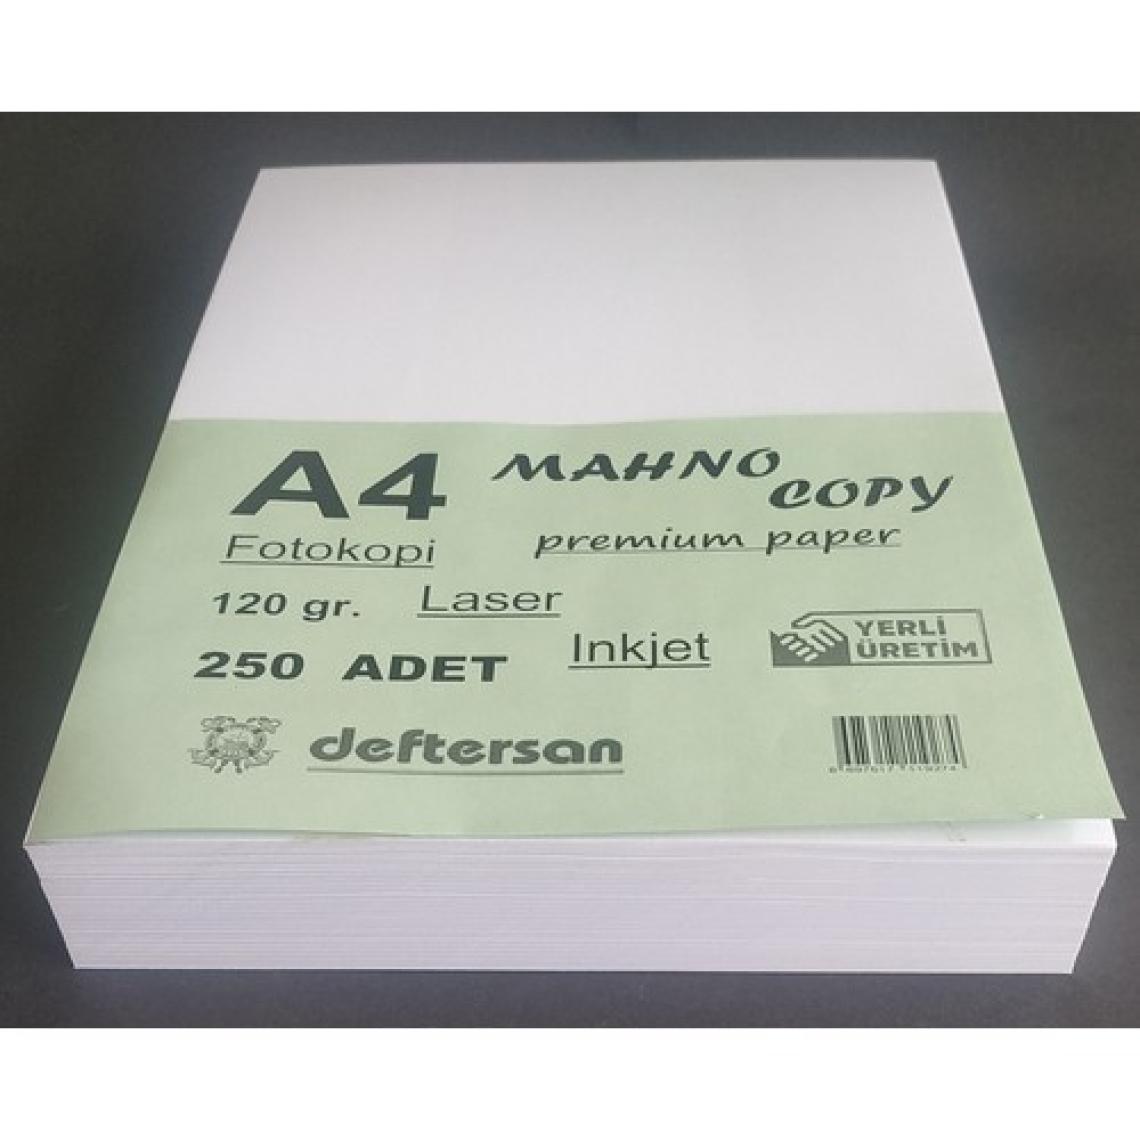 A4 MAHNO
COPY
Fotokopi premium paper
120 gr. Laser
Inkjet
250 ADET
YERLİ
ÜRETİM
deftersan